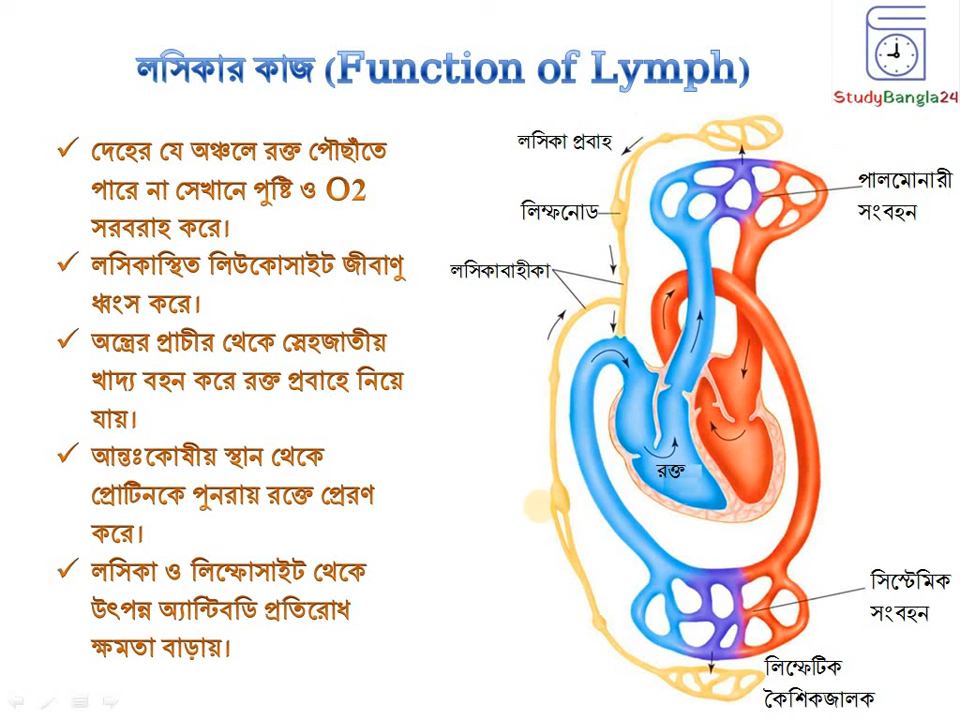 লসিকার কাজ (Function of Lymph)
StudyBangla24
✓ দেহের যে অঞ্চলে রক্ত পৌছাঁতে
পারে না সেখানে পুষ্টি ও O2
সরবরাহ করে।
✓ লসিকাস্থিত লিউকোসাইট জীবাণু
ধ্বংস করে।
✓ অন্ত্রের প্রাচীর থেকে স্নেহজাতীয়
খাদ্য বহন করে রক্ত প্রবাহে নিয়ে
যায়।
✓ আন্তঃকোষীয় স্থান থেকে
প্রোটিনকে পুনরায় রক্তে প্রেরণ
করে।
✓ লসিকা ও লিম্ফোসাইট থেকে
উৎপন্ন অ্যান্টিবডি প্রতিরোধ
ক্ষমতা বাড়ায়।
লসিকা প্রবাহ
পালমোনারী
সংবহন
লিম্ফনোড
লসিকাবাহীকা
রক্ত
সিস্টেমিক
সংবহন
লিম্ফেটিক
কৈশিকজালক